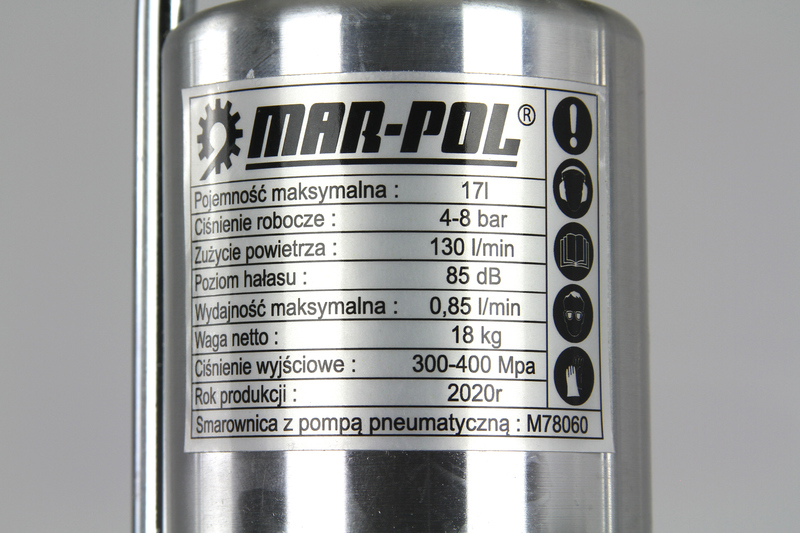 MAR-POL®
Pojemność maksymalna : 17l
Ciśnienie robocze : 4-8 bar
Zużycie powietrza : 130 l/min
Poziom hałasu : 85 dB
Wydajność maksymalna : 0,85 l/min
Waga netto : 18 kg
Ciśnienie wyjściowe : 300-400 Mpa
Rok produkcji : 2020r
Smarownica z pompą pneumatyczną : M78060